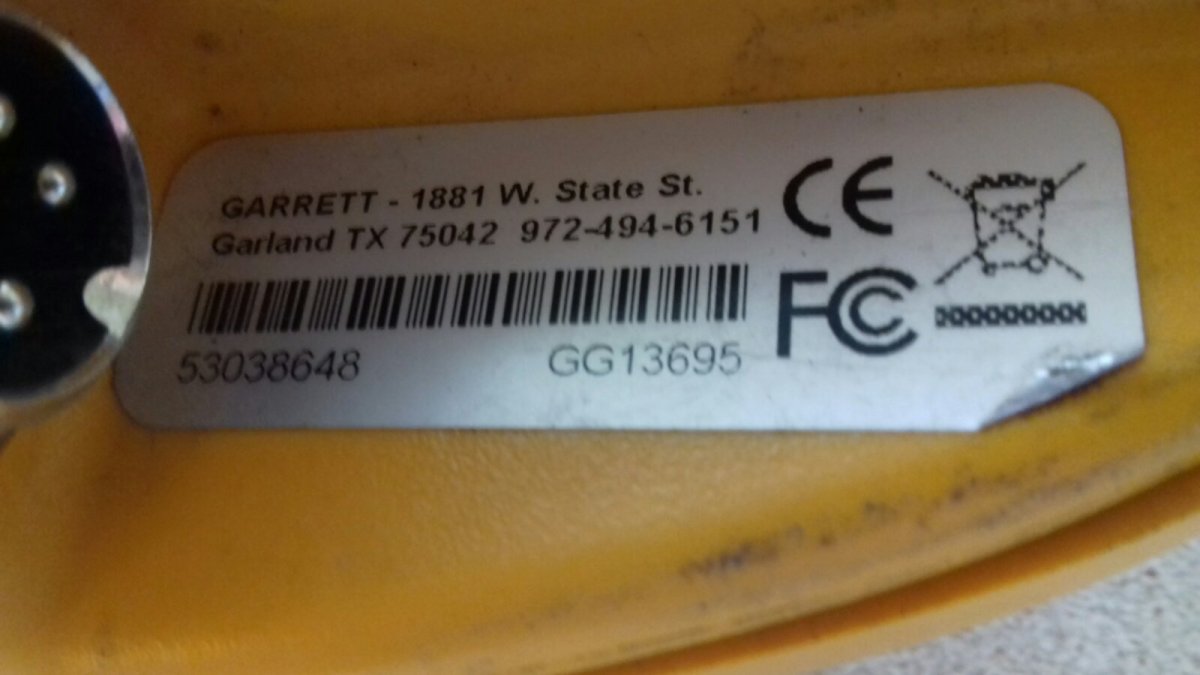 GARRETT - 1881 W. State St.
Garland TX 75042 972-494-6151
53038648 GG13695
CE
FC